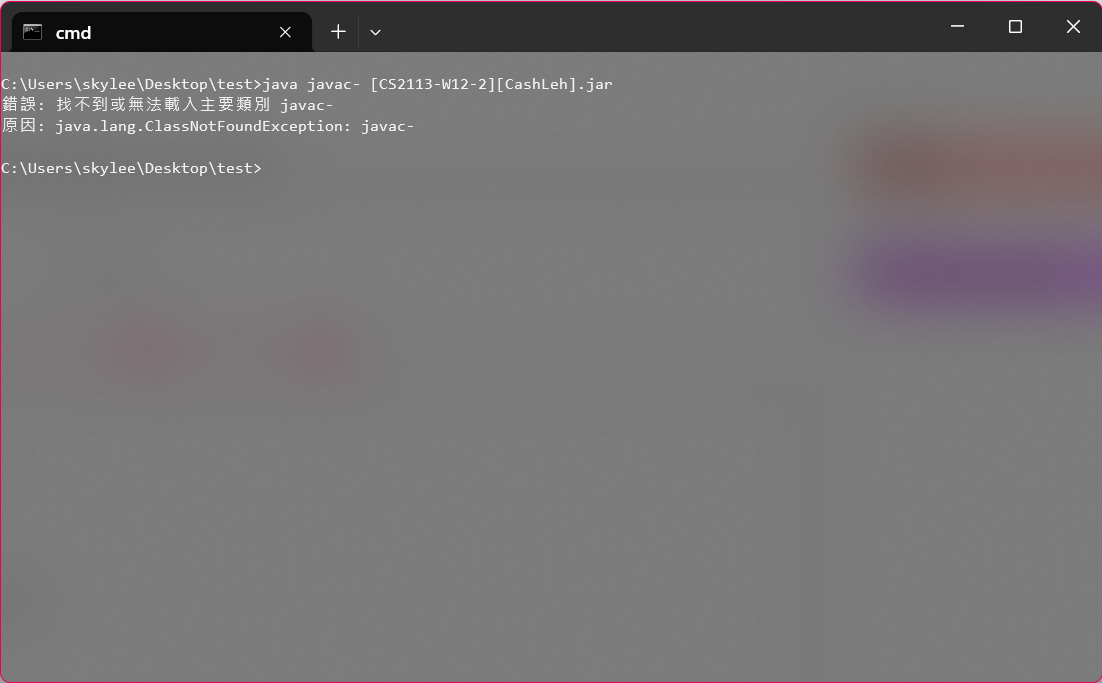 cmd
C:\Users\skylee\Desktop\test>java javac- [CS2113-W12-2][CashLeh].jar
錯誤: 找不到或無法載入主要類別 javac-
原因: java.lang.ClassNotFoundException: javac-
C:\Users\skylee\Desktop\test>